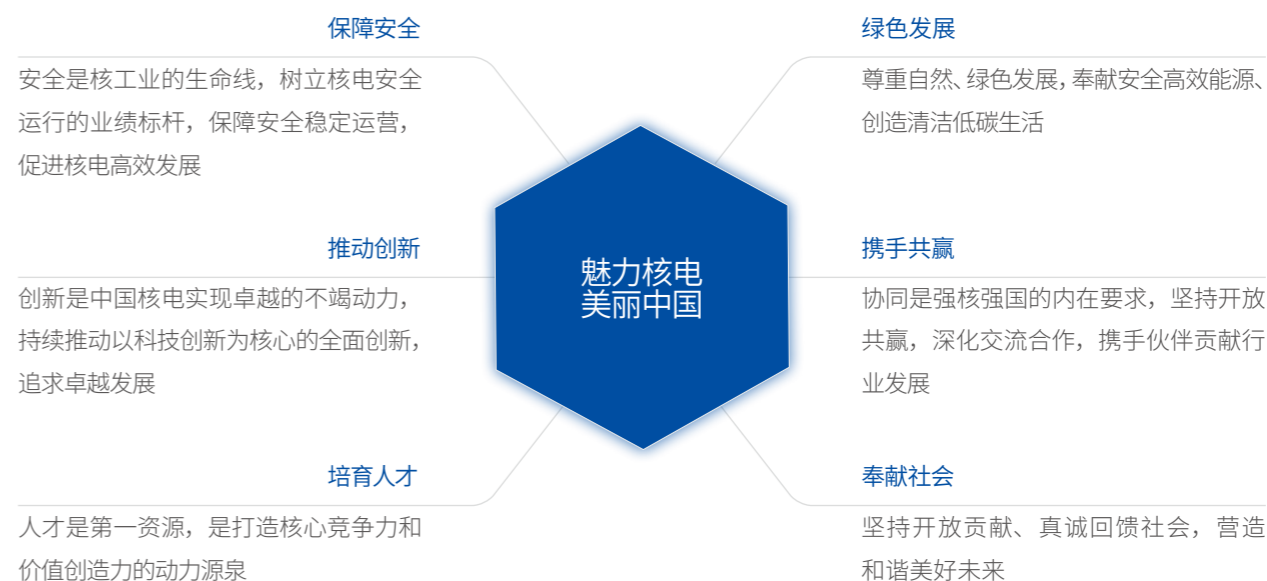 保障安全
安全是核工业的生命线，树立核电安全
运行的业绩标杆，保障安全稳定运营，
促进核电高效发展
推动创新
创新是中国核电实现卓越的不竭动力，
持续推动以科技创新为核心的全面创新，
追求卓越发展
培育人才
人才是第一资源，是打造核心竞争力和
价值创造力的动力源泉
魅力核电
美丽中国
绿色发展
尊重自然、绿色发展，奉献安全高效能源、
创造清洁低碳生活
携手共赢
协同是强核强国的内在要求，坚持开放
共赢，深化交流合作，携手伙伴贡献行
业发展
奉献社会
坚持开放贡献、真诚回馈社会，营造
和谐美好未来